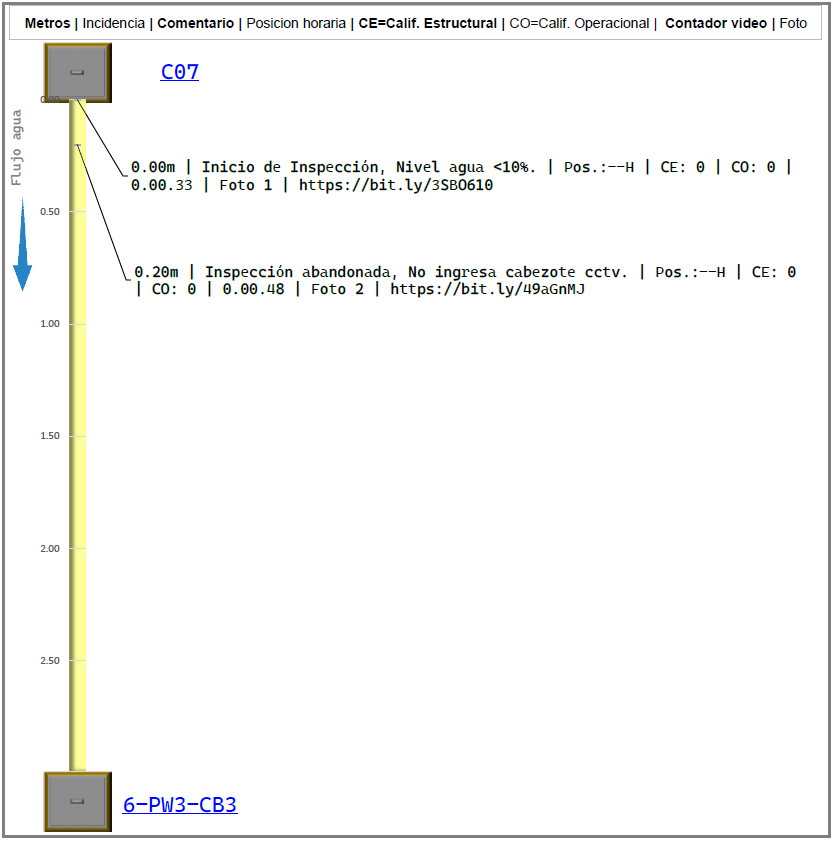 Metros | Incidencia | Comentario | Posicion horaria | CE=Calif. Estructural | CO=Calif. Operacional | Contador video | Foto
C07
0.00
Flujo agua
0.00m | Inicio de Inspección, Nivel agua <10%. | Pos.:--H | CE: 0 | CO: 0 |
0.00.33 | Foto 1 | https://bit.ly/3SBO610
0.50
0.20m | Inspección abandonada, No ingresa cabezote cctv. | Pos.:--H | CE: 0
| CO: 0 | 0.00.48 | Foto 2 | https://bit.ly/49aGnMJ
1.00
1.50
2.00
2.50
6-PW3-CB3